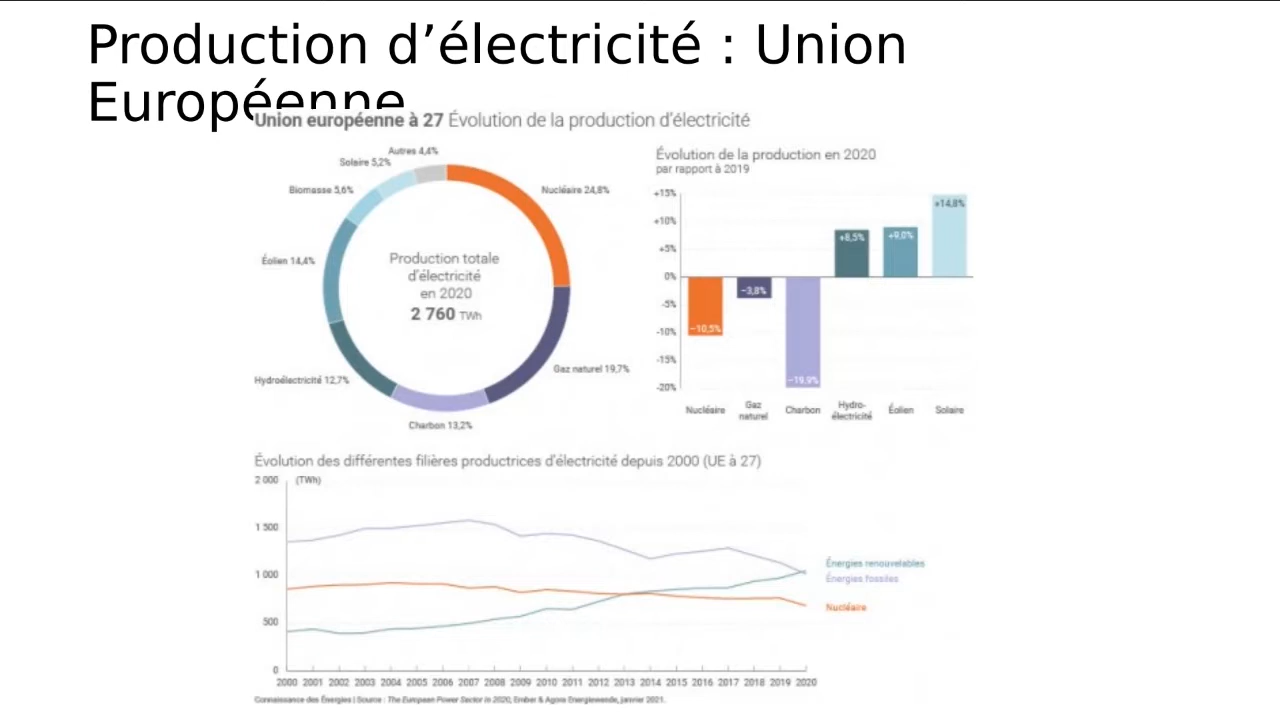 Production d’électricité : Union
Européenne
Union européenne à 27 Évolution de la production d’électricité
Autres 4,4%
Solaire 5,2%
Biomasse 5,6%
Nucléaire 24,8%
Éolien 14,4%
Production totale
d’électricité
en 2020
2 760 TWh
Gaz naturel 19,7%
Hydroélectricité 12,7%
Charbon 13,2%
Évolution de la production en 2020
par rapport à 2019
+15%
+10%
+5%
0%
-5%
-10%
-15%
-20%
−10,5%
−3,8%
−19,9%
+8,5%
+9,0%
+14,8%
Nucléaire
Gaz
naturel
Charbon
Hydro-
électricité
Éolien
Solaire
Évolution des différentes filières productrices d’électricité depuis 2000 (UE à 27)
2 000 (TWh)
1 500
1 000
500
0
Énergies renouvelables
Énergies fossiles
Nucléaire
2000 2001 2002 2003 2004 2005 2006 2007 2008 2009 2010 2011 2012 2013 2014 2015 2016 2017 2018 2019 2020
Connaissance des Énergies | Source : The European Power Sector in 2020, Ember & Agora Energiewende, janvier 2021.